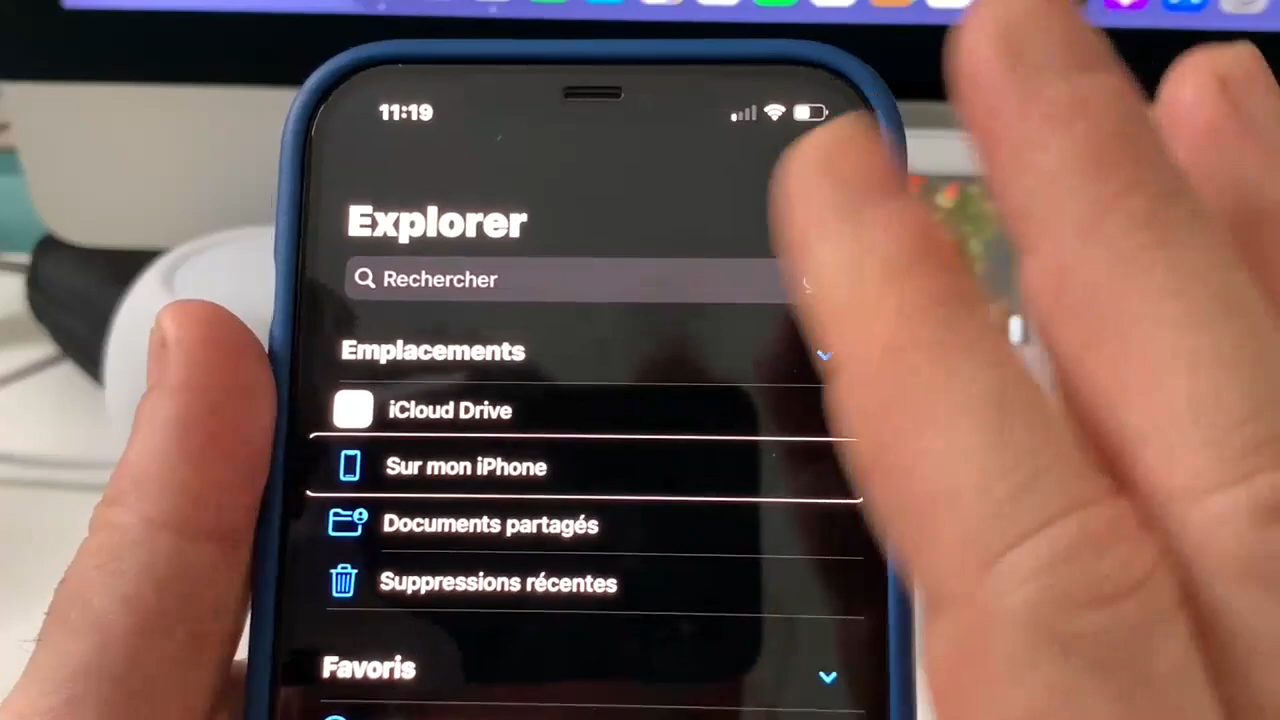 11:19
Explorer
Rechercher
Emplacements
iCloud Drive
Sur mon iPhone
Documents partagés
Suppressions récentes
Favoris